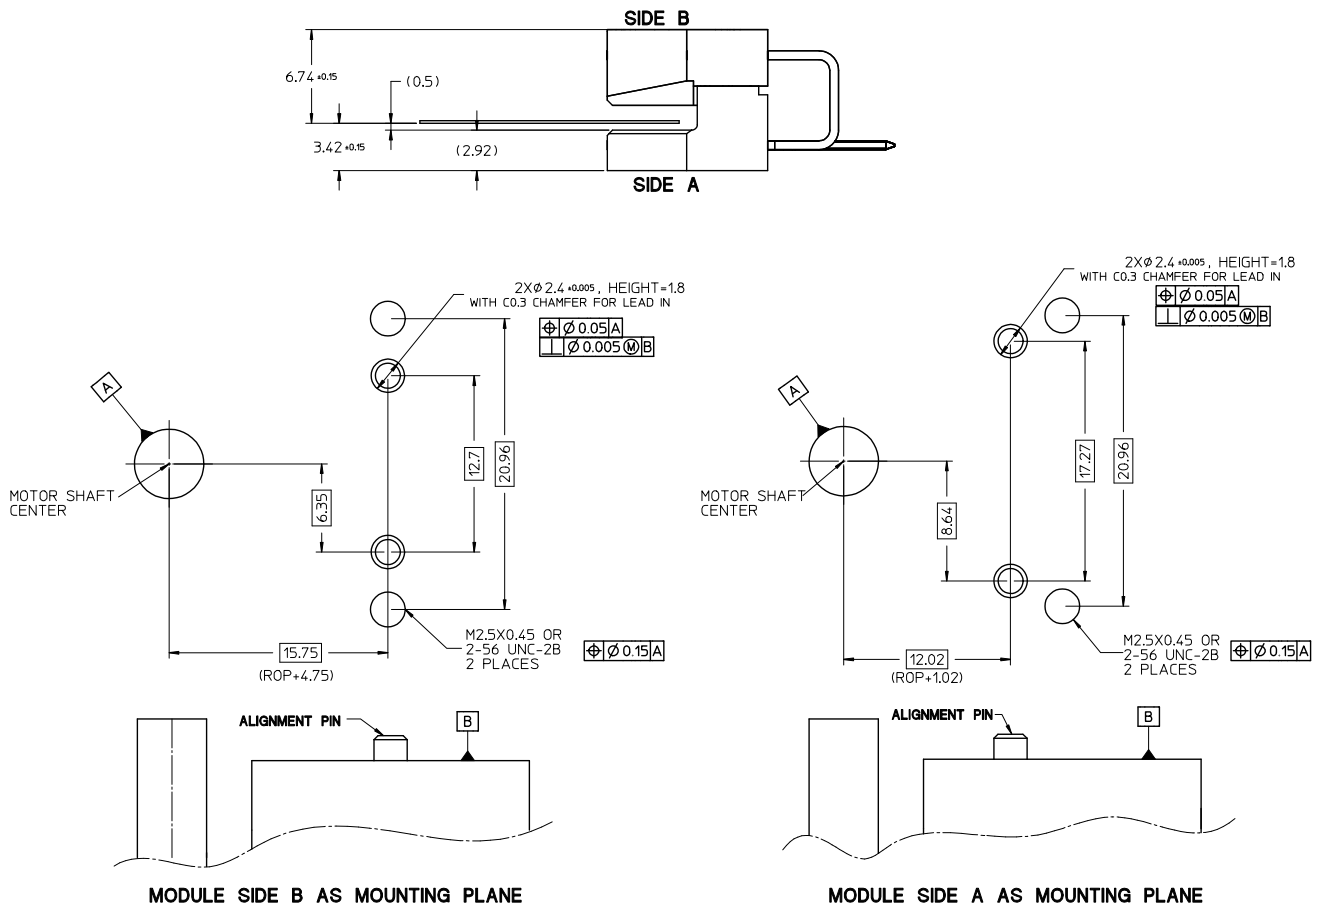 SIDE B
6.74 ±0.15
(0.5)
3.42 ±0.15
(2.92)
SIDE A
2XØ2.4 ±0.005, HEIGHT=1.8
WITH C0.3 CHAMFER FOR LEAD IN
⌖ Ø 0.05 A
⊥ Ø 0.005 Ⓜ B
A
MOTOR SHAFT
CENTER
6.35
12.7
20.96
15.75
(ROP+4.75)
M2.5X0.45 OR
2-56 UNC-2B
2 PLACES
⌖ Ø 0.15 A
ALIGNMENT PIN
B
MODULE SIDE B AS MOUNTING PLANE
2XØ2.4 ±0.005, HEIGHT=1.8
WITH C0.3 CHAMFER FOR LEAD IN
⌖ Ø 0.05 A
⊥ Ø 0.005 Ⓜ B
A
MOTOR SHAFT
CENTER
8.64
17.27
20.96
12.02
(ROP+1.02)
M2.5X0.45 OR
2-56 UNC-2B
2 PLACES
⌖ Ø 0.15 A
ALIGNMENT PIN
B
MODULE SIDE A AS MOUNTING PLANE